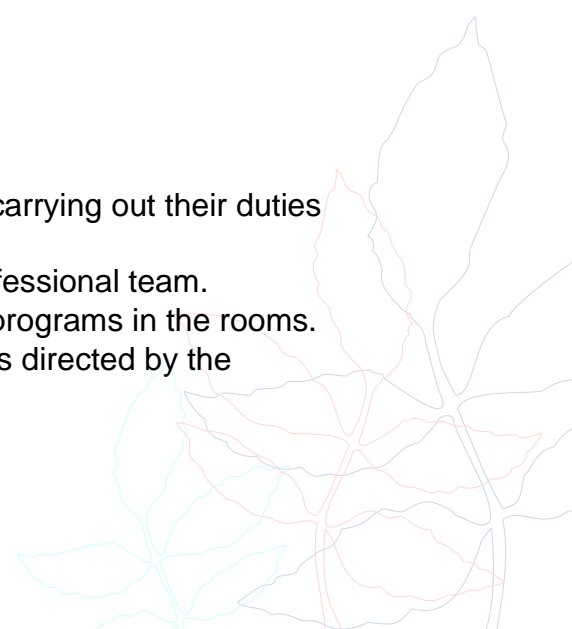 carrying out their duties
fessional team.
programs in the rooms.
s directed by the